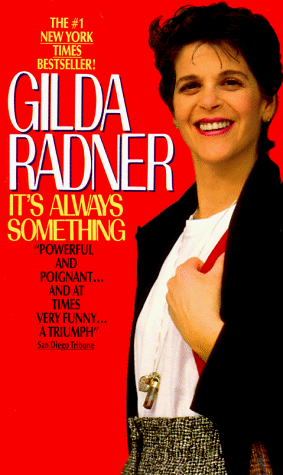 THE #1
NEW YORK
TIMES
BESTSELLER!
GILDA
RADNER
IT'S ALWAYS
SOMETHING
"POWERFUL
AND
POIGNANT...
AND AT
TIMES
VERY FUNNY...
A TRIUMPH"
San Diego Tribune